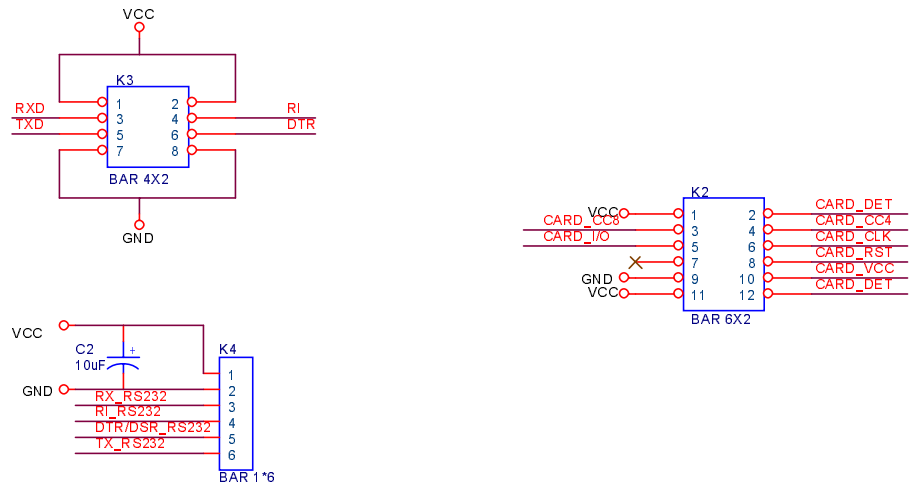 VCC
K3
1 2
RXD 3 4 RI
TXD 5 6 DTR
7 8
BAR 4X2
GND
K2
VCC 1 2 CARD_DET
CARD_CC8 3 4 CARD_CC4
CARD_I/O 5 6 CARD_CLK
7 8 CARD_RST
GND 9 10 CARD_VCC
VCC 11 12 CARD_DET
BAR 6X2
VCC
C2 +
10uF
K4
1
GND 2
RX_RS232 3
RI_RS232 4
DTR/DSR_RS232 5
TX_RS232 6
BAR 1*6